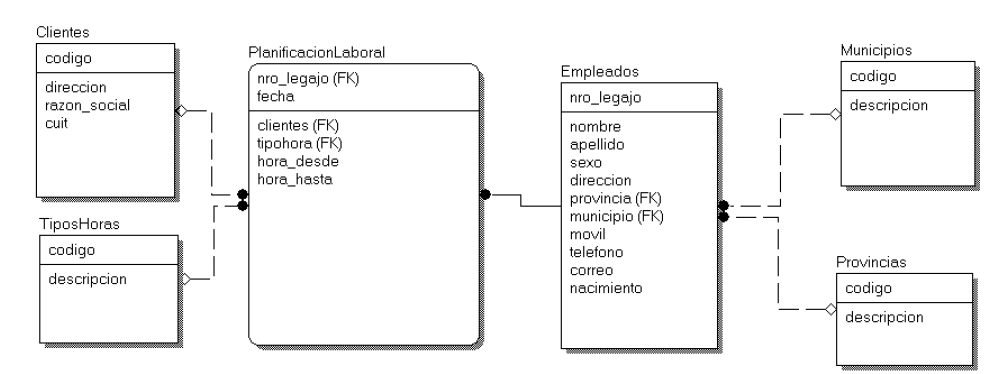 Clientes
codigo
direccion
razon_social
cuit
TiposHoras
codigo
descripcion
PlanificacionLaboral
nro_legajo (FK)
fecha
clientes (FK)
tipohora (FK)
hora_desde
hora_hasta
Empleados
nro_legajo
nombre
apellido
sexo
direccion
provincia (FK)
municipio (FK)
movil
telefono
correo
nacimiento
Municipios
codigo
descripcion
Provincias
codigo
descripcion